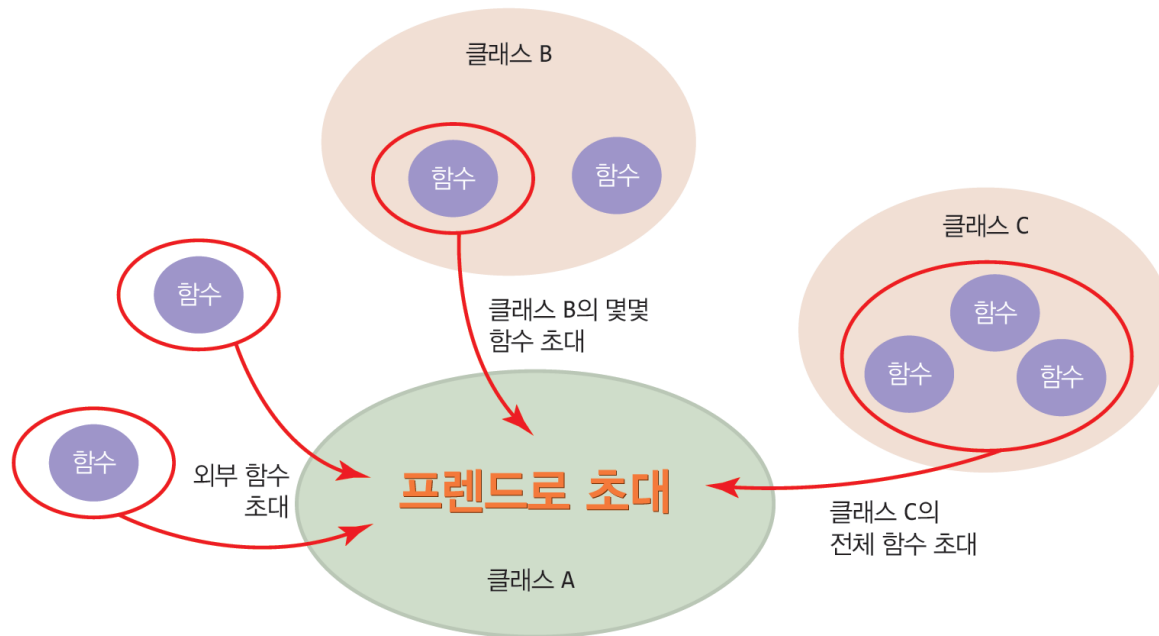 클래스 B
함수
함수
클래스 C
함수
함수
함수
함수
클래스 B의 몇몇
함수 초대
함수
외부 함수
초대
프렌드로 초대
클래스 C의
전체 함수 초대
클래스 A